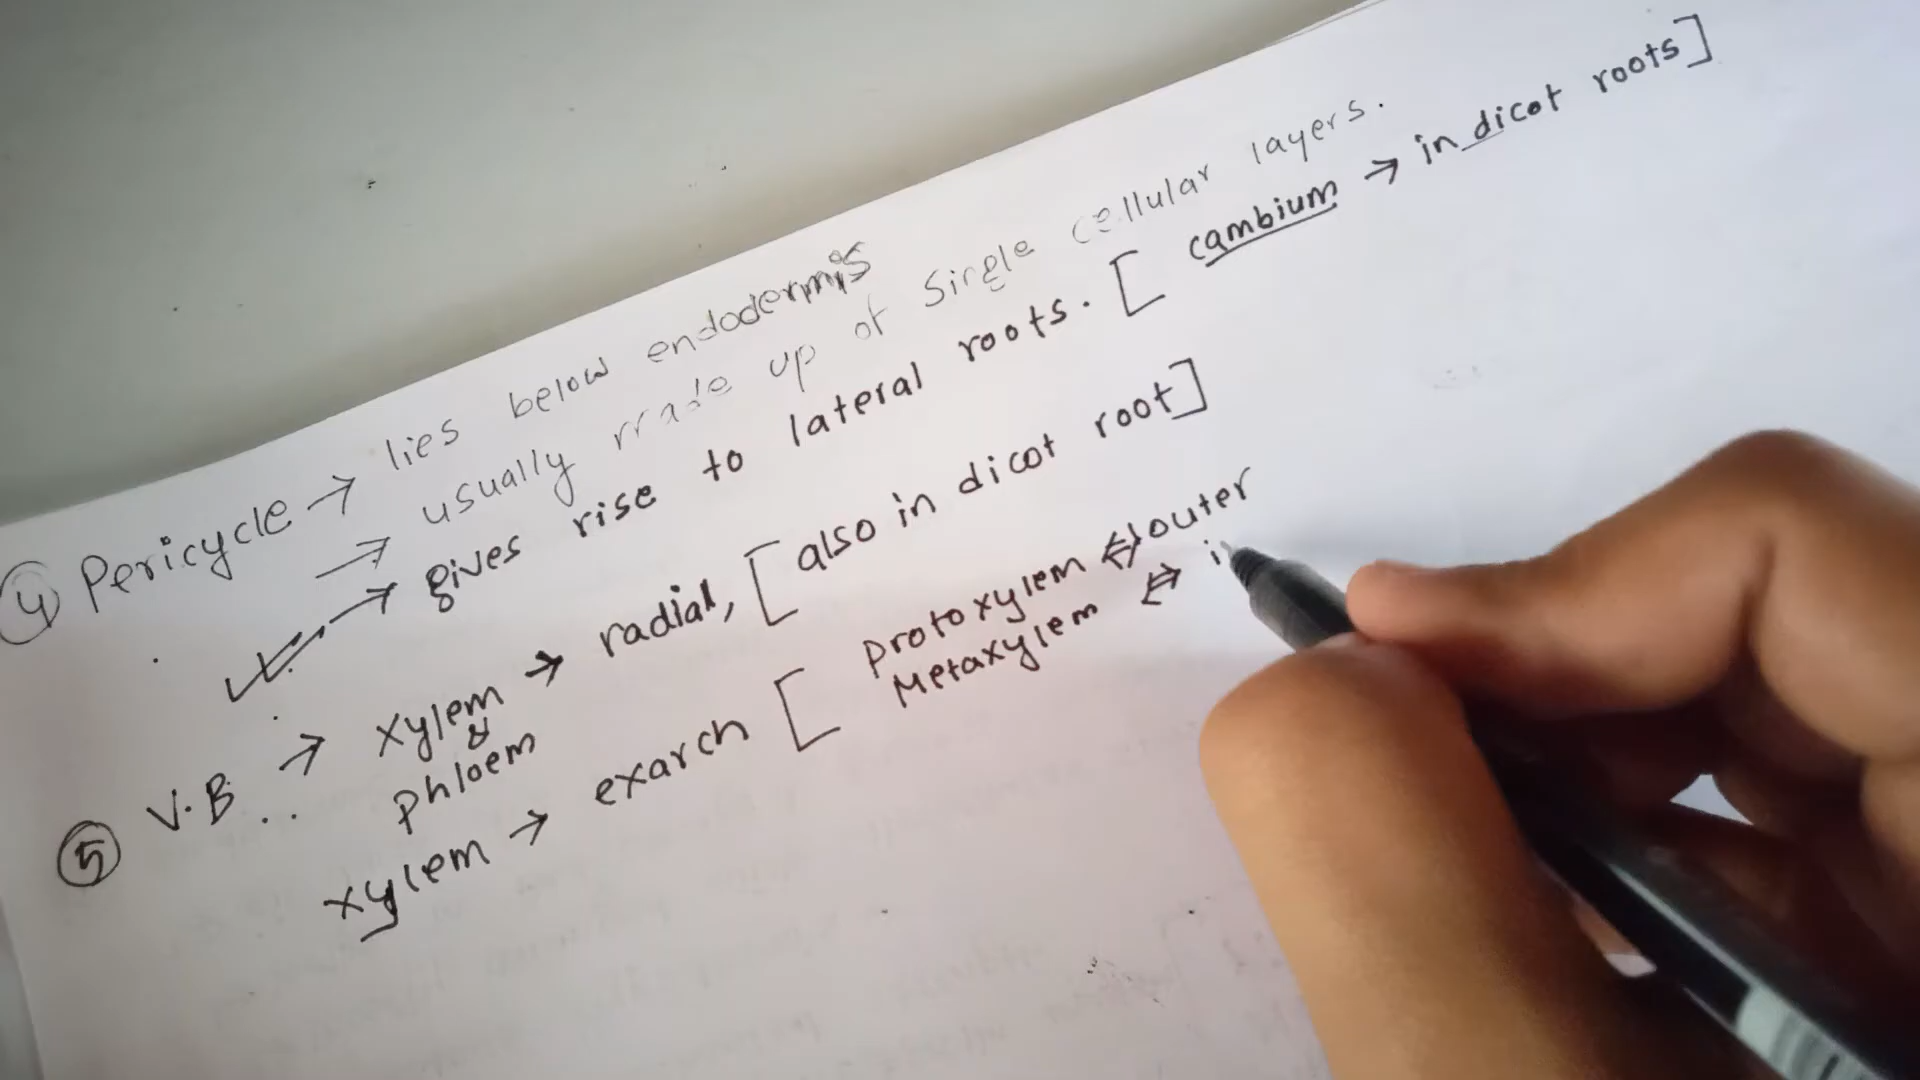 ④ Pericycle → lies below endodermis
→ usually made up of single cellular layers.
→ gives rise to lateral roots. [ cambium → in dicot roots]
⑤ V.B. → xylem & phloem → radial, [also in dicot root]
xylem → exarch [ Protoxylem ⇔ outer
Metaxylem ⇔ i